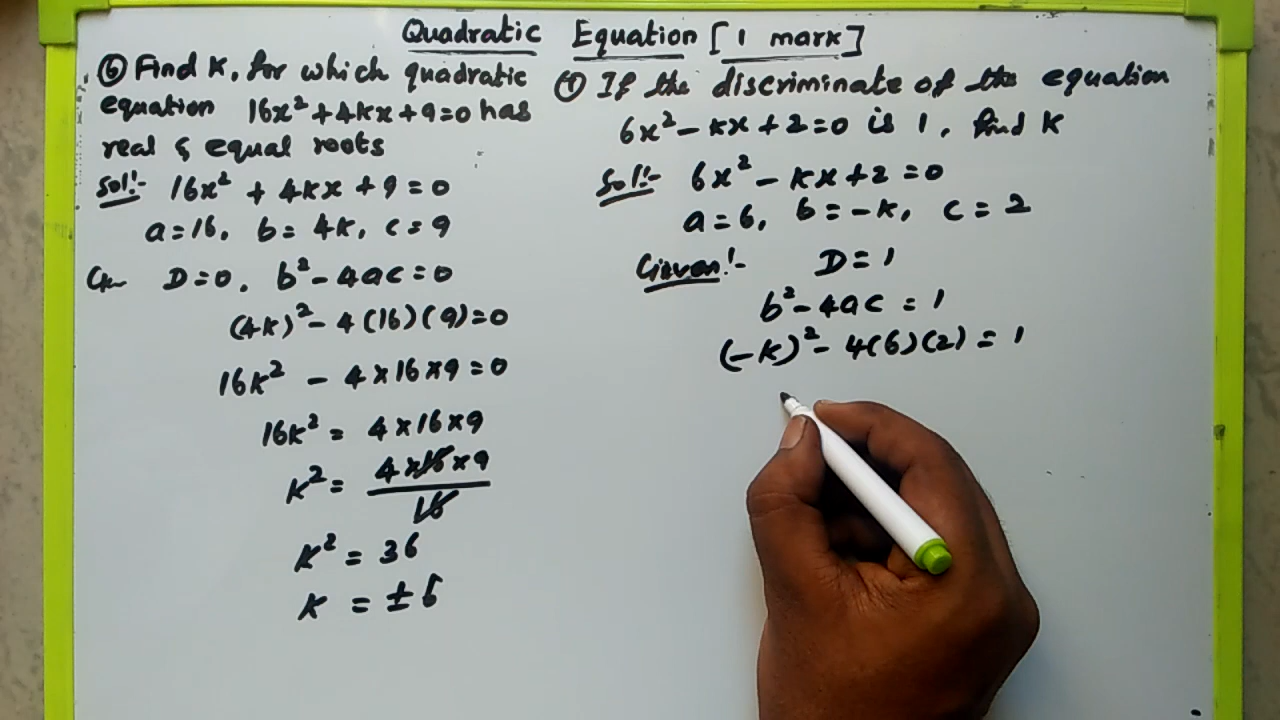 Quadratic Equation [1 mark]
⑥ Find K, for which quadratic
equation 16x² + 4kx + 9 = 0 has
real & equal roots
Sol:- 16x² + 4kx + 9 = 0
a = 16, b = 4k, c = 9
D = 0, b² - 4ac = 0
(4k)² - 4(16)(9) = 0
16k² - 4 × 16 × 9 = 0
16k² = 4 × 16 × 9
k² = 4 × 16 × 9 / 16
k² = 36
k = ±6
⑦ If the discriminate of the equation
6x² - kx + 2 = 0 is 1, find K
Sol:- 6x² - kx + 2 = 0
a = 6, b = -k, c = 2
Given:- D = 1
b² - 4ac = 1
(-k)² - 4(6)(2) = 1